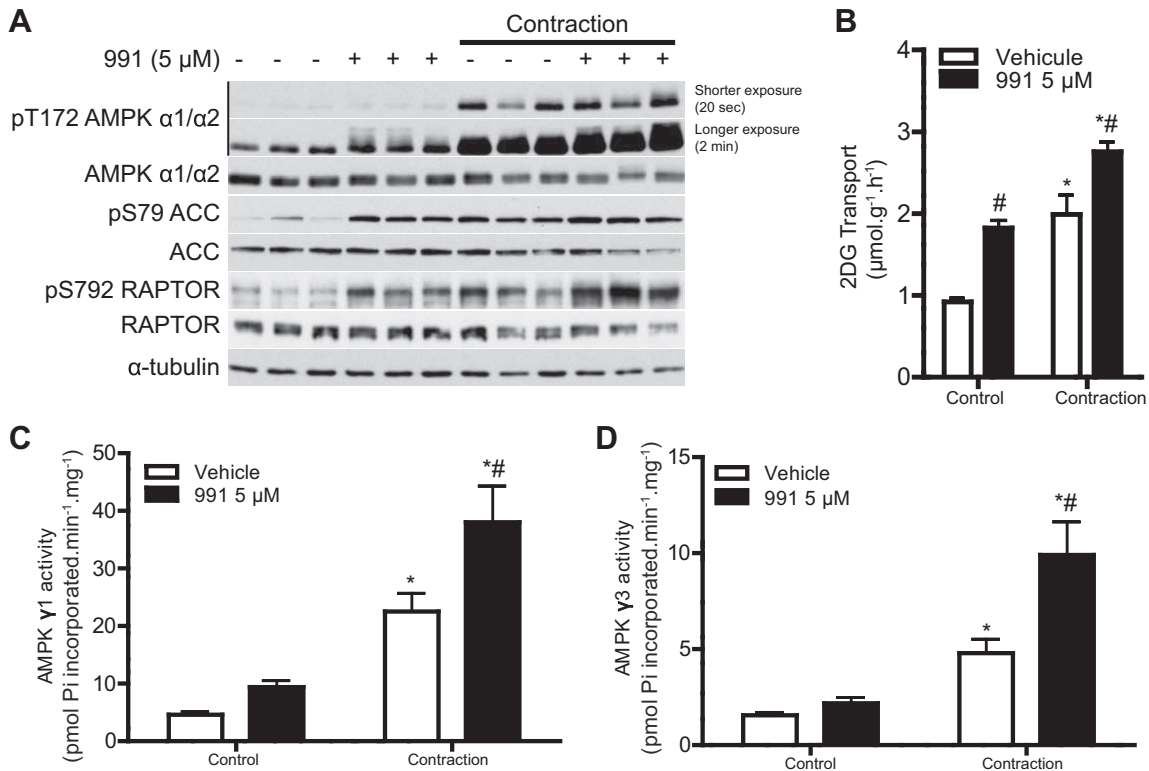 A
Contraction
991 (5 µM) - - - + + + - - - + + +
pT172 AMPK α1/α2
Shorter exposure
(20 sec)
Longer exposure
(2 min)
AMPK α1/α2
pS79 ACC
ACC
pS792 RAPTOR
RAPTOR
α-tubulin
B
2DG Transport
(µmol.g-1.h-1)
4
3
2
1
0
Vehicule
991 5 µM
#
*
*#
Control
Contraction
C
AMPK γ1 activity
(pmol Pi incorporated.min-1.mg-1)
50
40
30
20
10
0
Vehicle
991 5 µM
*
*#
Control
Contraction
D
AMPK γ3 activity
(pmol Pi incorporated.min-1.mg-1)
15
10
5
0
Vehicle
991 5 µM
*
*#
Control
Contraction